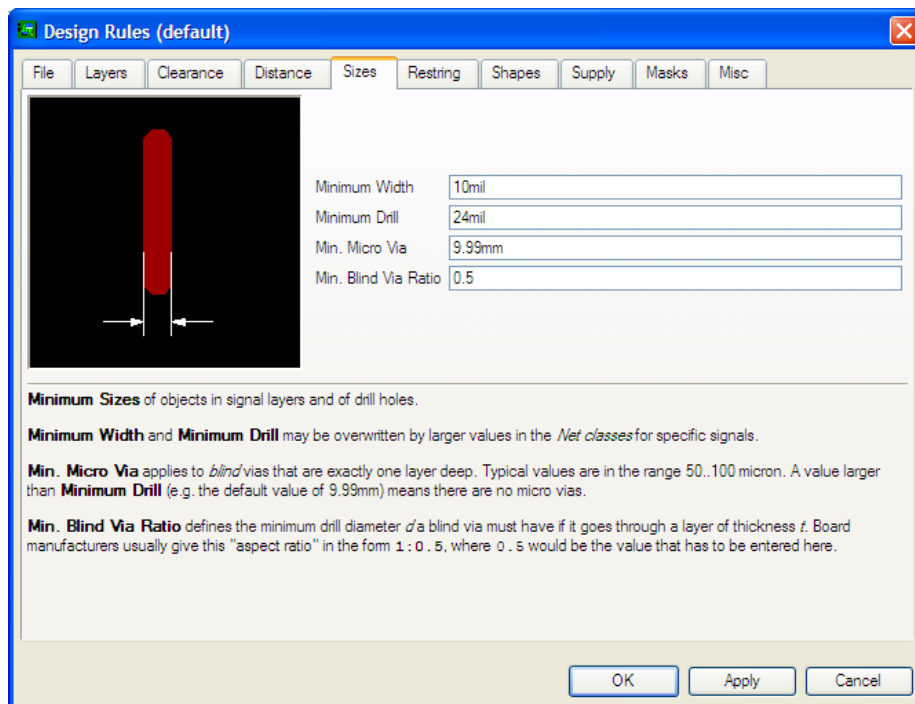 Design Rules (default)
File Layers Clearance Distance Sizes Restring Shapes Supply Masks Misc
Minimum Width 10mil
Minimum Drill 24mil
Min. Micro Via 9.99mm
Min. Blind Via Ratio 0.5
Minimum Sizes of objects in signal layers and of drill holes.
Minimum Width and Minimum Drill may be overwritten by larger values in the Net classes for specific signals.
Min. Micro Via applies to blind vias that are exactly one layer deep. Typical values are in the range 50..100 micron. A value larger
than Minimum Drill (e.g. the default value of 9.99mm) means there are no micro vias.
Min. Blind Via Ratio defines the minimum drill diameter d a blind via must have if it goes through a layer of thickness t. Board
manufacturers usually give this "aspect ratio" in the form 1:0.5, where 0.5 would be the value that has to be entered here.
OK Apply Cancel